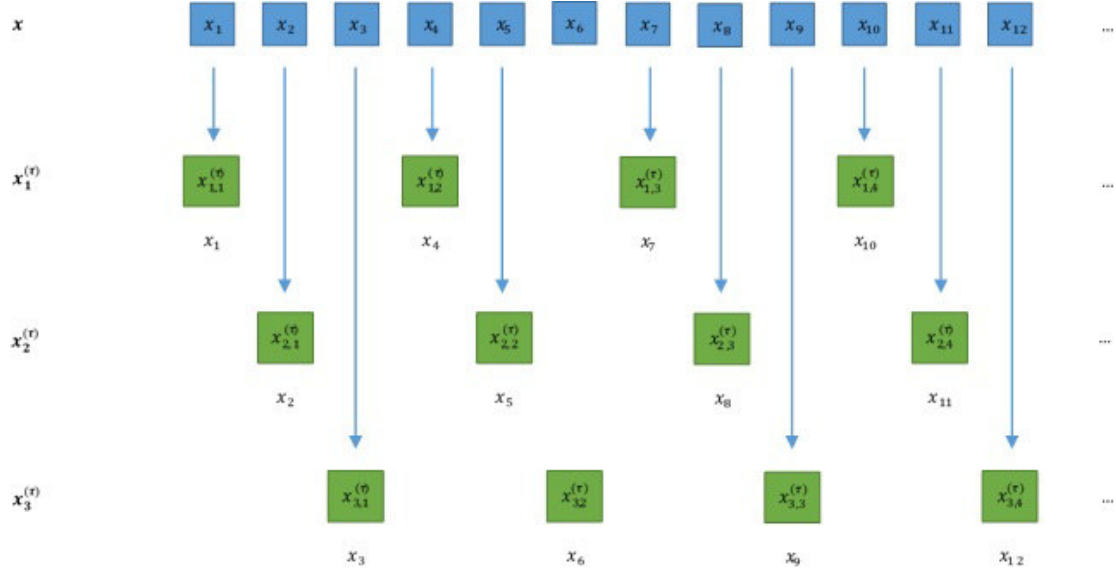 x x₁ x₂ x₃ x₄ x₅ x₆ x₇ x₈ x₉ x₁₀ x₁₁ x₁₂ ...
x₁^(τ) x₁,₁^(τ) x₁,₂^(τ) x₁,₃^(τ) x₁,₄^(τ) ...
x₁ x₄ x₇ x₁₀
x₂^(τ) x₂,₁^(τ) x₂,₂^(τ) x₂,₃^(τ) x₂,₄^(τ) ...
x₂ x₅ x₈ x₁₁
x₃^(τ) x₃,₁^(τ) x₃,₂^(τ) x₃,₃^(τ) x₃,₄^(τ) ...
x₃ x₆ x₉ x₁₂